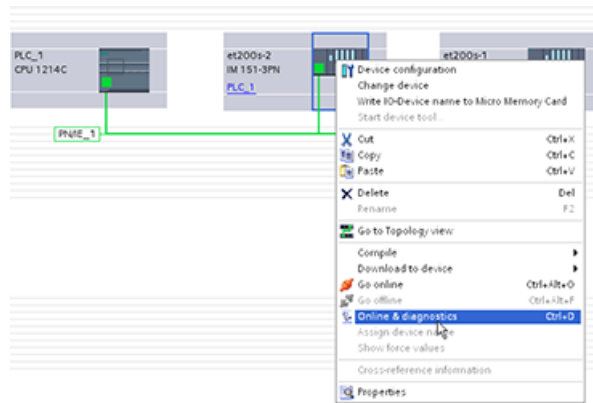 PLC_1
CPU 1214C
et200s-2
IM 151-3PN
PLC_1
et200s-1
PN/IE_1
Device configuration
Change device
Write IO-Device name to Micro Memory Card
Start device tool...
Cut Ctrl+X
Copy Ctrl+C
Paste Ctrl+V
Delete Del
Rename F2
Go to Topology view
Compile
Download to device
Go online Ctrl+Alt+O
Go offline Ctrl+Alt+F
Online & diagnostics Ctrl+D
Assign device name
Show force values
Cross-reference information
Properties